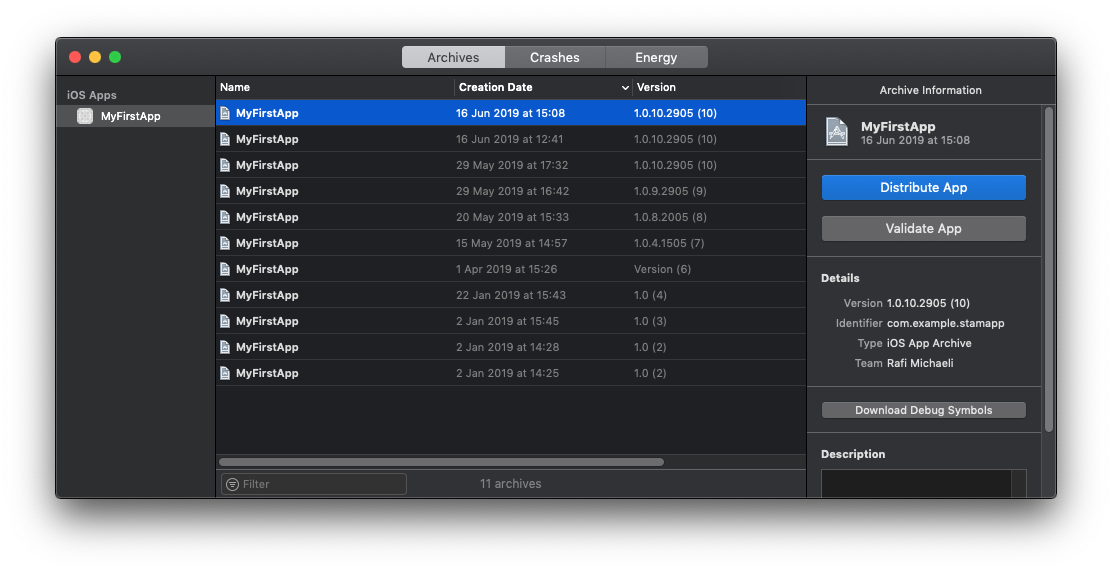 Archives Crashes Energy
iOS Apps
MyFirstApp
Name Creation Date Version
MyFirstApp 16 Jun 2019 at 15:08 1.0.10.2905 (10)
MyFirstApp 16 Jun 2019 at 12:41 1.0.10.2905 (10)
MyFirstApp 29 May 2019 at 17:32 1.0.10.2905 (10)
MyFirstApp 29 May 2019 at 16:42 1.0.9.2905 (9)
MyFirstApp 20 May 2019 at 15:33 1.0.8.2005 (8)
MyFirstApp 15 May 2019 at 14:57 1.0.4.1505 (7)
MyFirstApp 1 Apr 2019 at 15:26 Version (6)
MyFirstApp 22 Jan 2019 at 15:43 1.0 (4)
MyFirstApp 2 Jan 2019 at 15:45 1.0 (3)
MyFirstApp 2 Jan 2019 at 14:28 1.0 (2)
MyFirstApp 2 Jan 2019 at 14:25 1.0 (2)
Filter 11 archives
Archive Information
MyFirstApp
16 Jun 2019 at 15:08
Distribute App
Validate App
Details
Version 1.0.10.2905 (10)
Identifier com.example.stamapp
Type iOS App Archive
Team Rafi Michaeli
Download Debug Symbols
Description